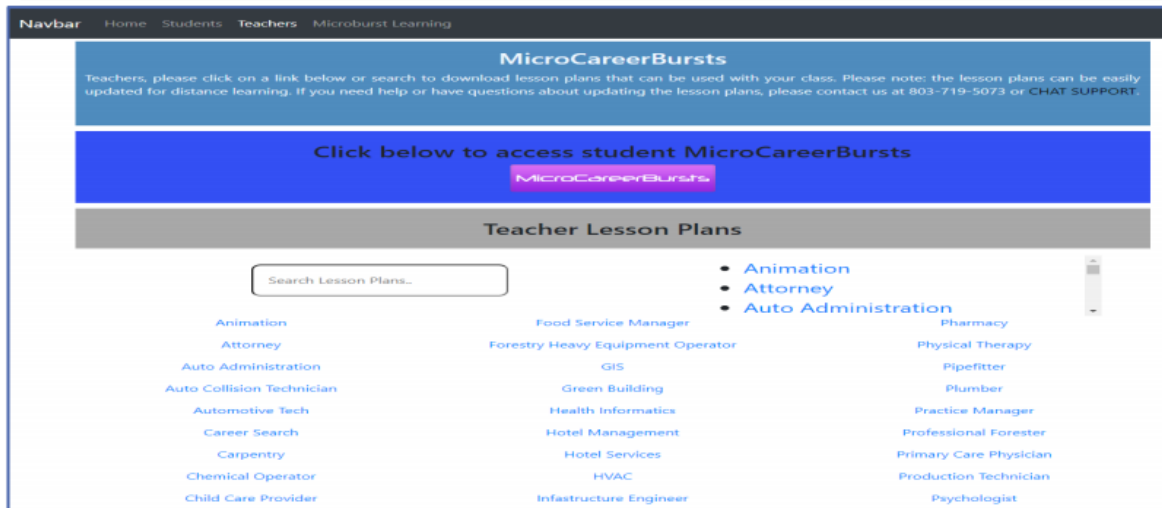 Navbar Home Students Teachers Microburst Learning
MicroCareerBursts
Teachers, please click on a link below or search to download lesson plans that can be used with your class. Please note: the lesson plans can be easily
updated for distance learning. If you need help or have questions about updating the lesson plans, please contact us at 803-719-5073 or CHAT SUPPORT.
Click below to access student MicroCareerBursts
MicroCareerBursts
Teacher Lesson Plans
Search Lesson Plans..
• Animation
• Attorney
• Auto Administration
Animation Food Service Manager Pharmacy
Attorney Forestry Heavy Equipment Operator Physical Therapy
Auto Administration GIS Pipefitter
Auto Collision Technician Green Building Plumber
Automotive Tech Health Informatics Practice Manager
Career Search Hotel Management Professional Forester
Carpentry Hotel Services Primary Care Physician
Chemical Operator HVAC Production Technician
Child Care Provider Infastructure Engineer Psychologist